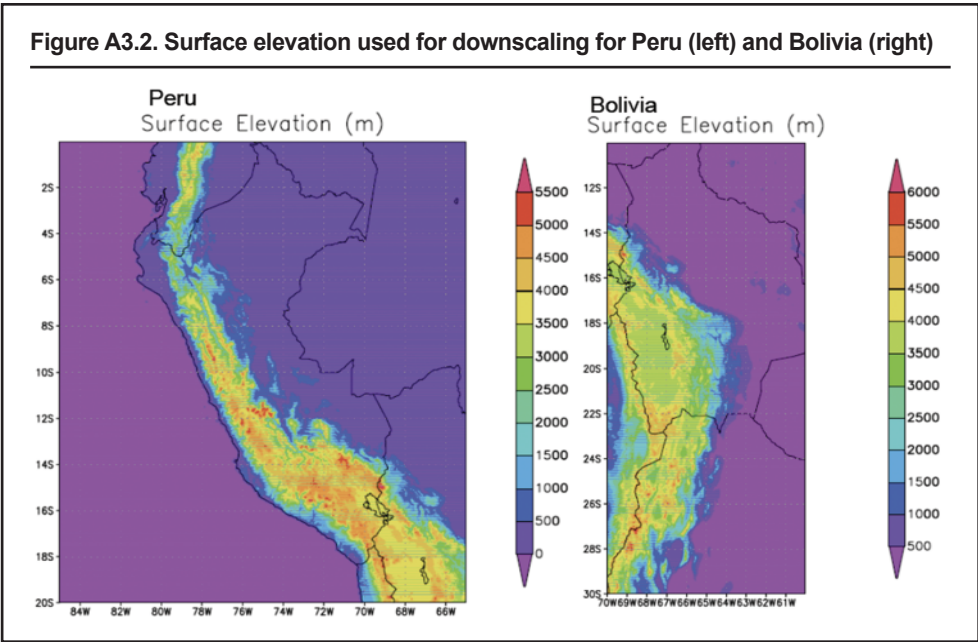 Figure A3.2. Surface elevation used for downscaling for Peru (left) and Bolivia (right)
Peru
Surface Elevation (m)
2S
4S
6S
8S
10S
12S
14S
16S
18S
20S
84W 82W 80W 78W 76W 74W 72W 70W 68W 66W
5500
5000
4500
4000
3500
3000
2500
2000
1500
1000
500
0
Bolivia
Surface Elevation (m)
12S
14S
16S
18S
20S
22S
24S
26S
28S
30S
70W 69W 68W 67W 66W 65W 64W 63W 62W 61W
6000
5500
5000
4500
4000
3500
3000
2500
2000
1500
1000
500